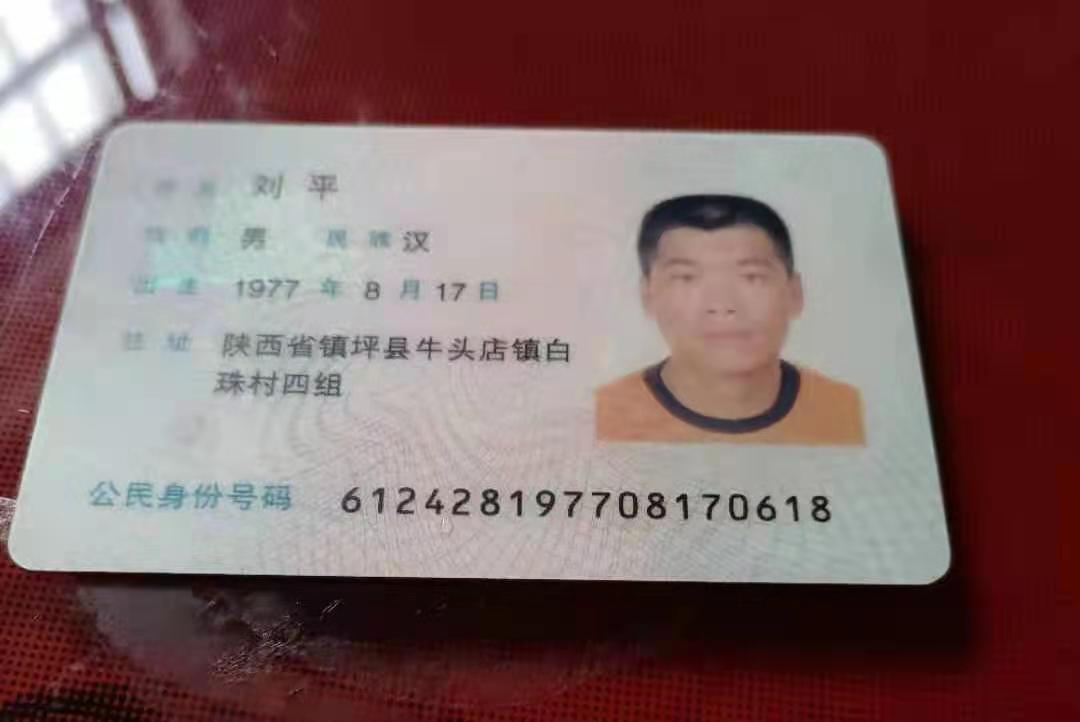 姓名 刘平
性别 男 民族 汉
出生 1977 年 8 月 17 日
住址 陕西省镇坪县牛头店镇白
珠村四组
公民身份号码 612428197708170618